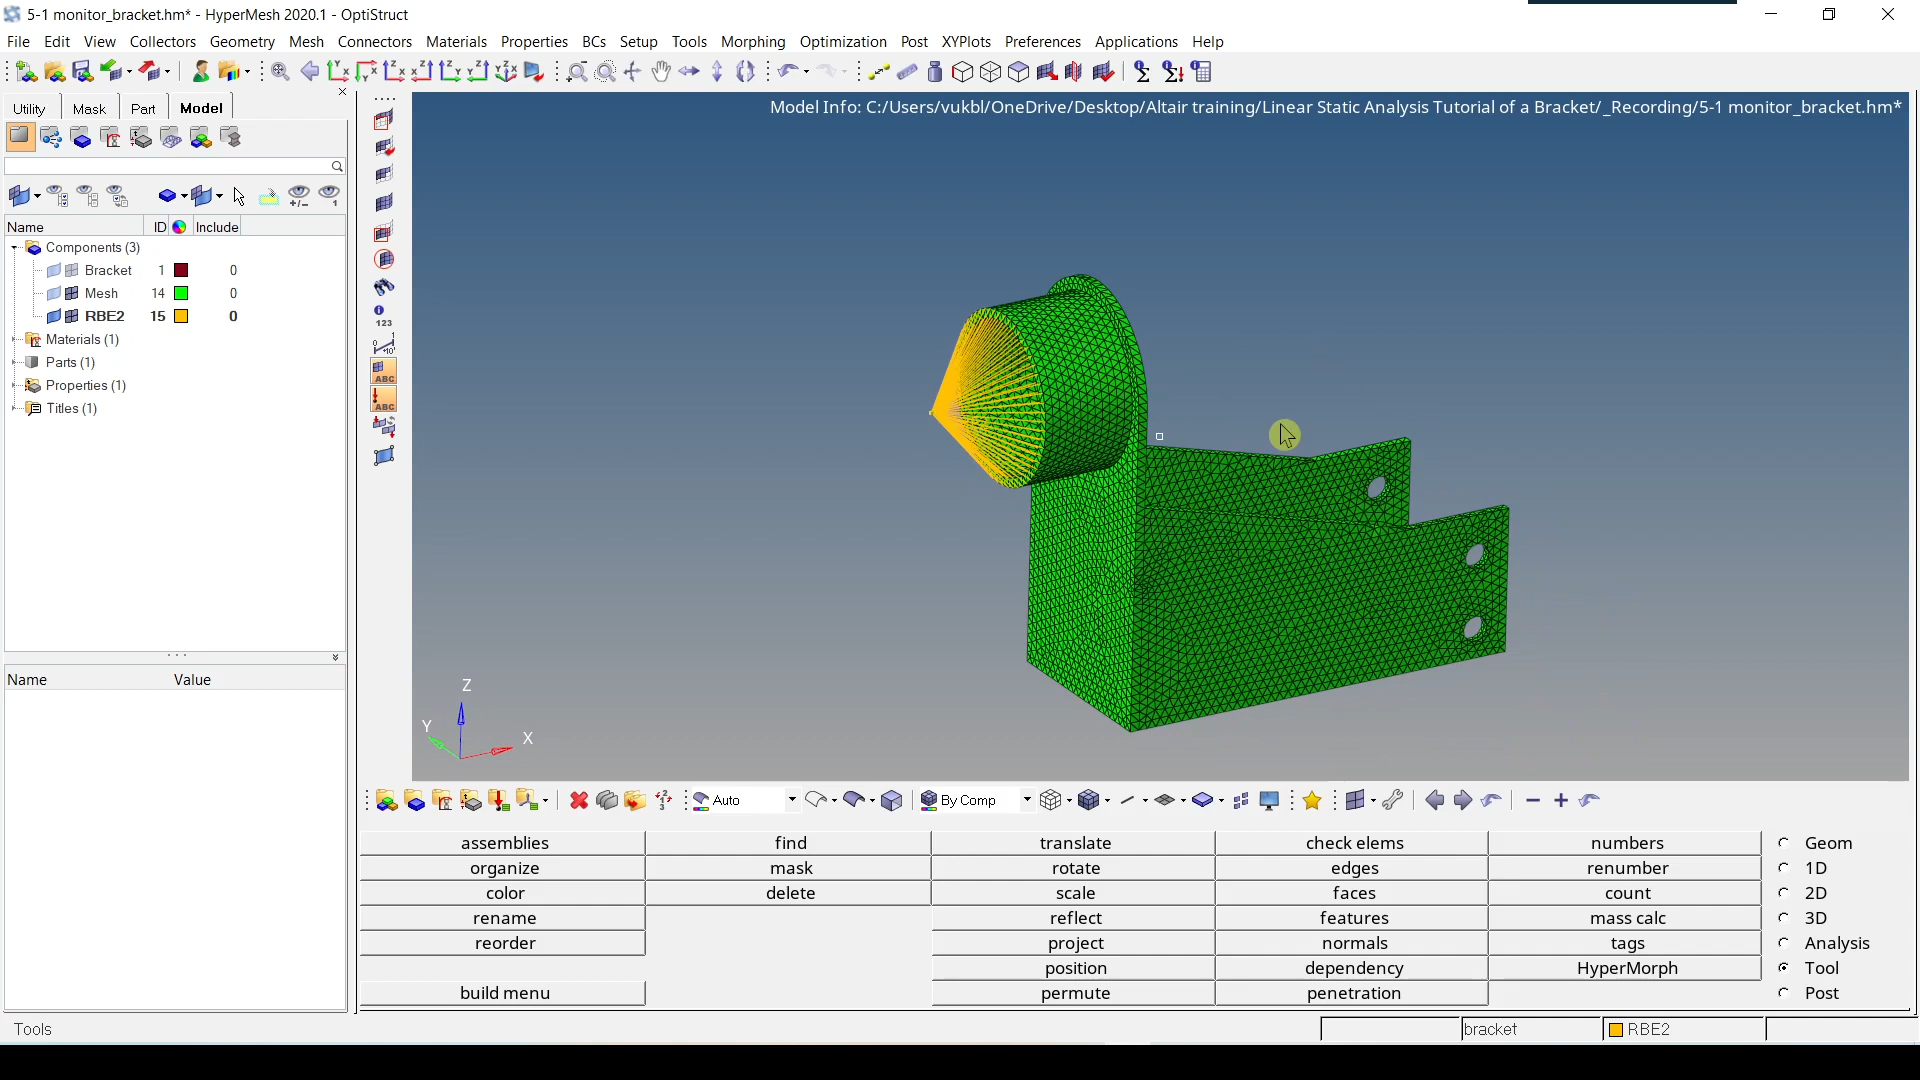 5-1 monitor_bracket.hm* - HyperMesh 2020.1 - OptiStruct
File Edit View Collectors Geometry Mesh Connectors Materials Properties BCs Setup Tools Morphing Optimization Post XYPlots Preferences Applications Help
Utility Mask Part Model
Model Info: C:/Users/vukbl/OneDrive/Desktop/Altair training/Linear Static Analysis Tutorial of a Bracket/_Recording/5-1 monitor_bracket.hm*
Name ID Include
Components (3)
Bracket 1 0
Mesh 14 0
RBE2 15 0
Materials (1)
Parts (1)
Properties (1)
Titles (1)
123
ABC
ABC
Name Value
Z
Y
X
Auto By Comp
assemblies find translate check elems numbers Geom
organize mask rotate edges renumber 1D
color delete scale faces count 2D
rename reflect features mass calc 3D
reorder project normals tags Analysis
position dependency HyperMorph Tool
build menu permute penetration Post
Tools bracket RBE2